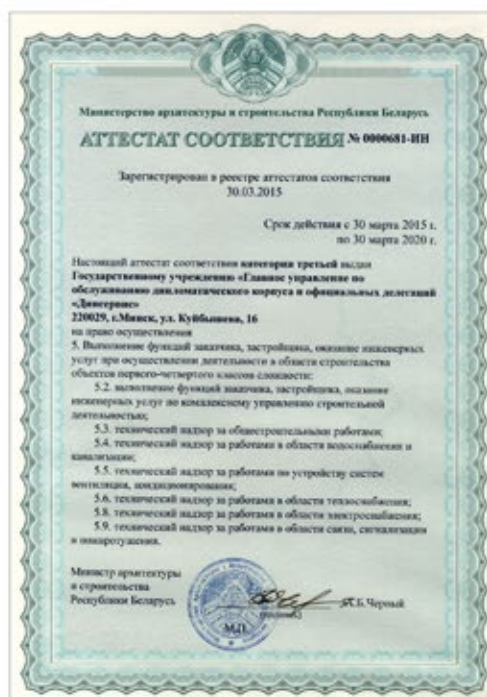 Министерство архитектуры и строительства Республики Беларусь
АТТЕСТАТ СООТВЕТСТВИЯ № 0000681-ИН
Зарегистрирован в реестре аттестатов соответствия
30.03.2015
Срок действия с 30 марта 2015 г.
по 30 марта 2020 г.
Настоящий аттестат соответствия категории третьей выдан
Государственному учреждению «Главное управление по
обслуживанию дипломатического корпуса и официальных делегаций
«Дипсервис»
220029, г.Минск, ул. Куйбышева, 16
на право осуществления
5. Выполнение функций заказчика, застройщика, оказание инженерных
услуг при осуществлении деятельности в области строительства
объектов первого-четвертого классов сложности:
5.2. выполнение функций заказчика, застройщика, оказание
инженерных услуг по комплексному управлению строительной
деятельностью;
5.3. технический надзор за общестроительными работами;
5.4. технический надзор за работами в области водоснабжения и
канализации;
5.5. технический надзор за работами по устройству систем
вентиляции, кондиционирования;
5.6. технический надзор за работами в области теплоснабжения;
5.8. технический надзор за работами в области электроснабжения;
5.9. технический надзор за работами в области связи, сигнализации
и пожаротушения.
Министр архитектуры
и строительства
Республики Беларусь
А.Б.Черный
М.П.